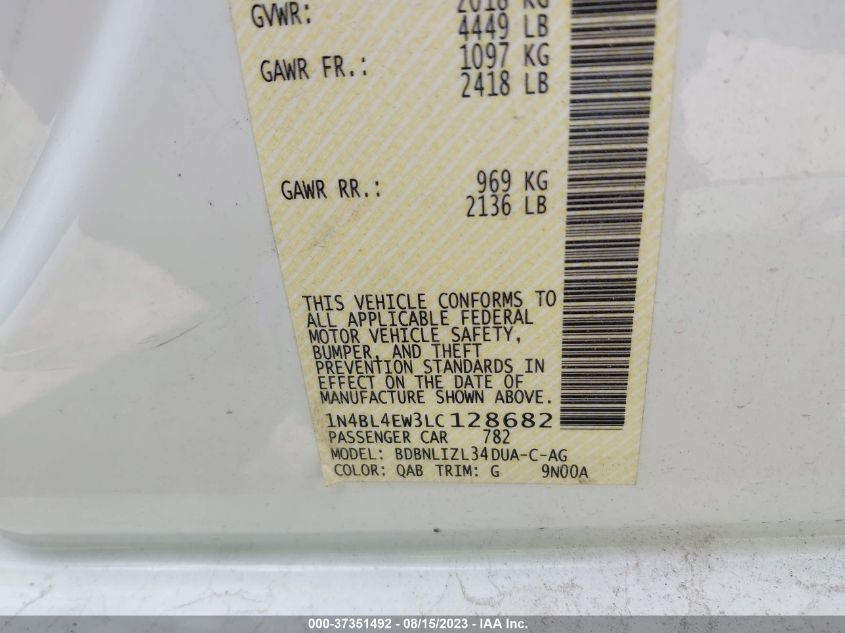 GVWR: 2018 KG
4449 LB
GAWR FR.: 1097 KG
2418 LB
GAWR RR.: 969 KG
2136 LB
THIS VEHICLE CONFORMS TO
ALL APPLICABLE FEDERAL
MOTOR VEHICLE SAFETY,
BUMPER, AND THEFT
PREVENTION STANDARDS IN
EFFECT ON THE DATE OF
MANUFACTURE SHOWN ABOVE.
1N4BL4EW3LC128682
PASSENGER CAR 782
MODEL: BDBNLIZL34DUA-C-AG
COLOR: QAB TRIM: G 9N00A
000-37351492 - 08/15/2023 - IAA Inc.